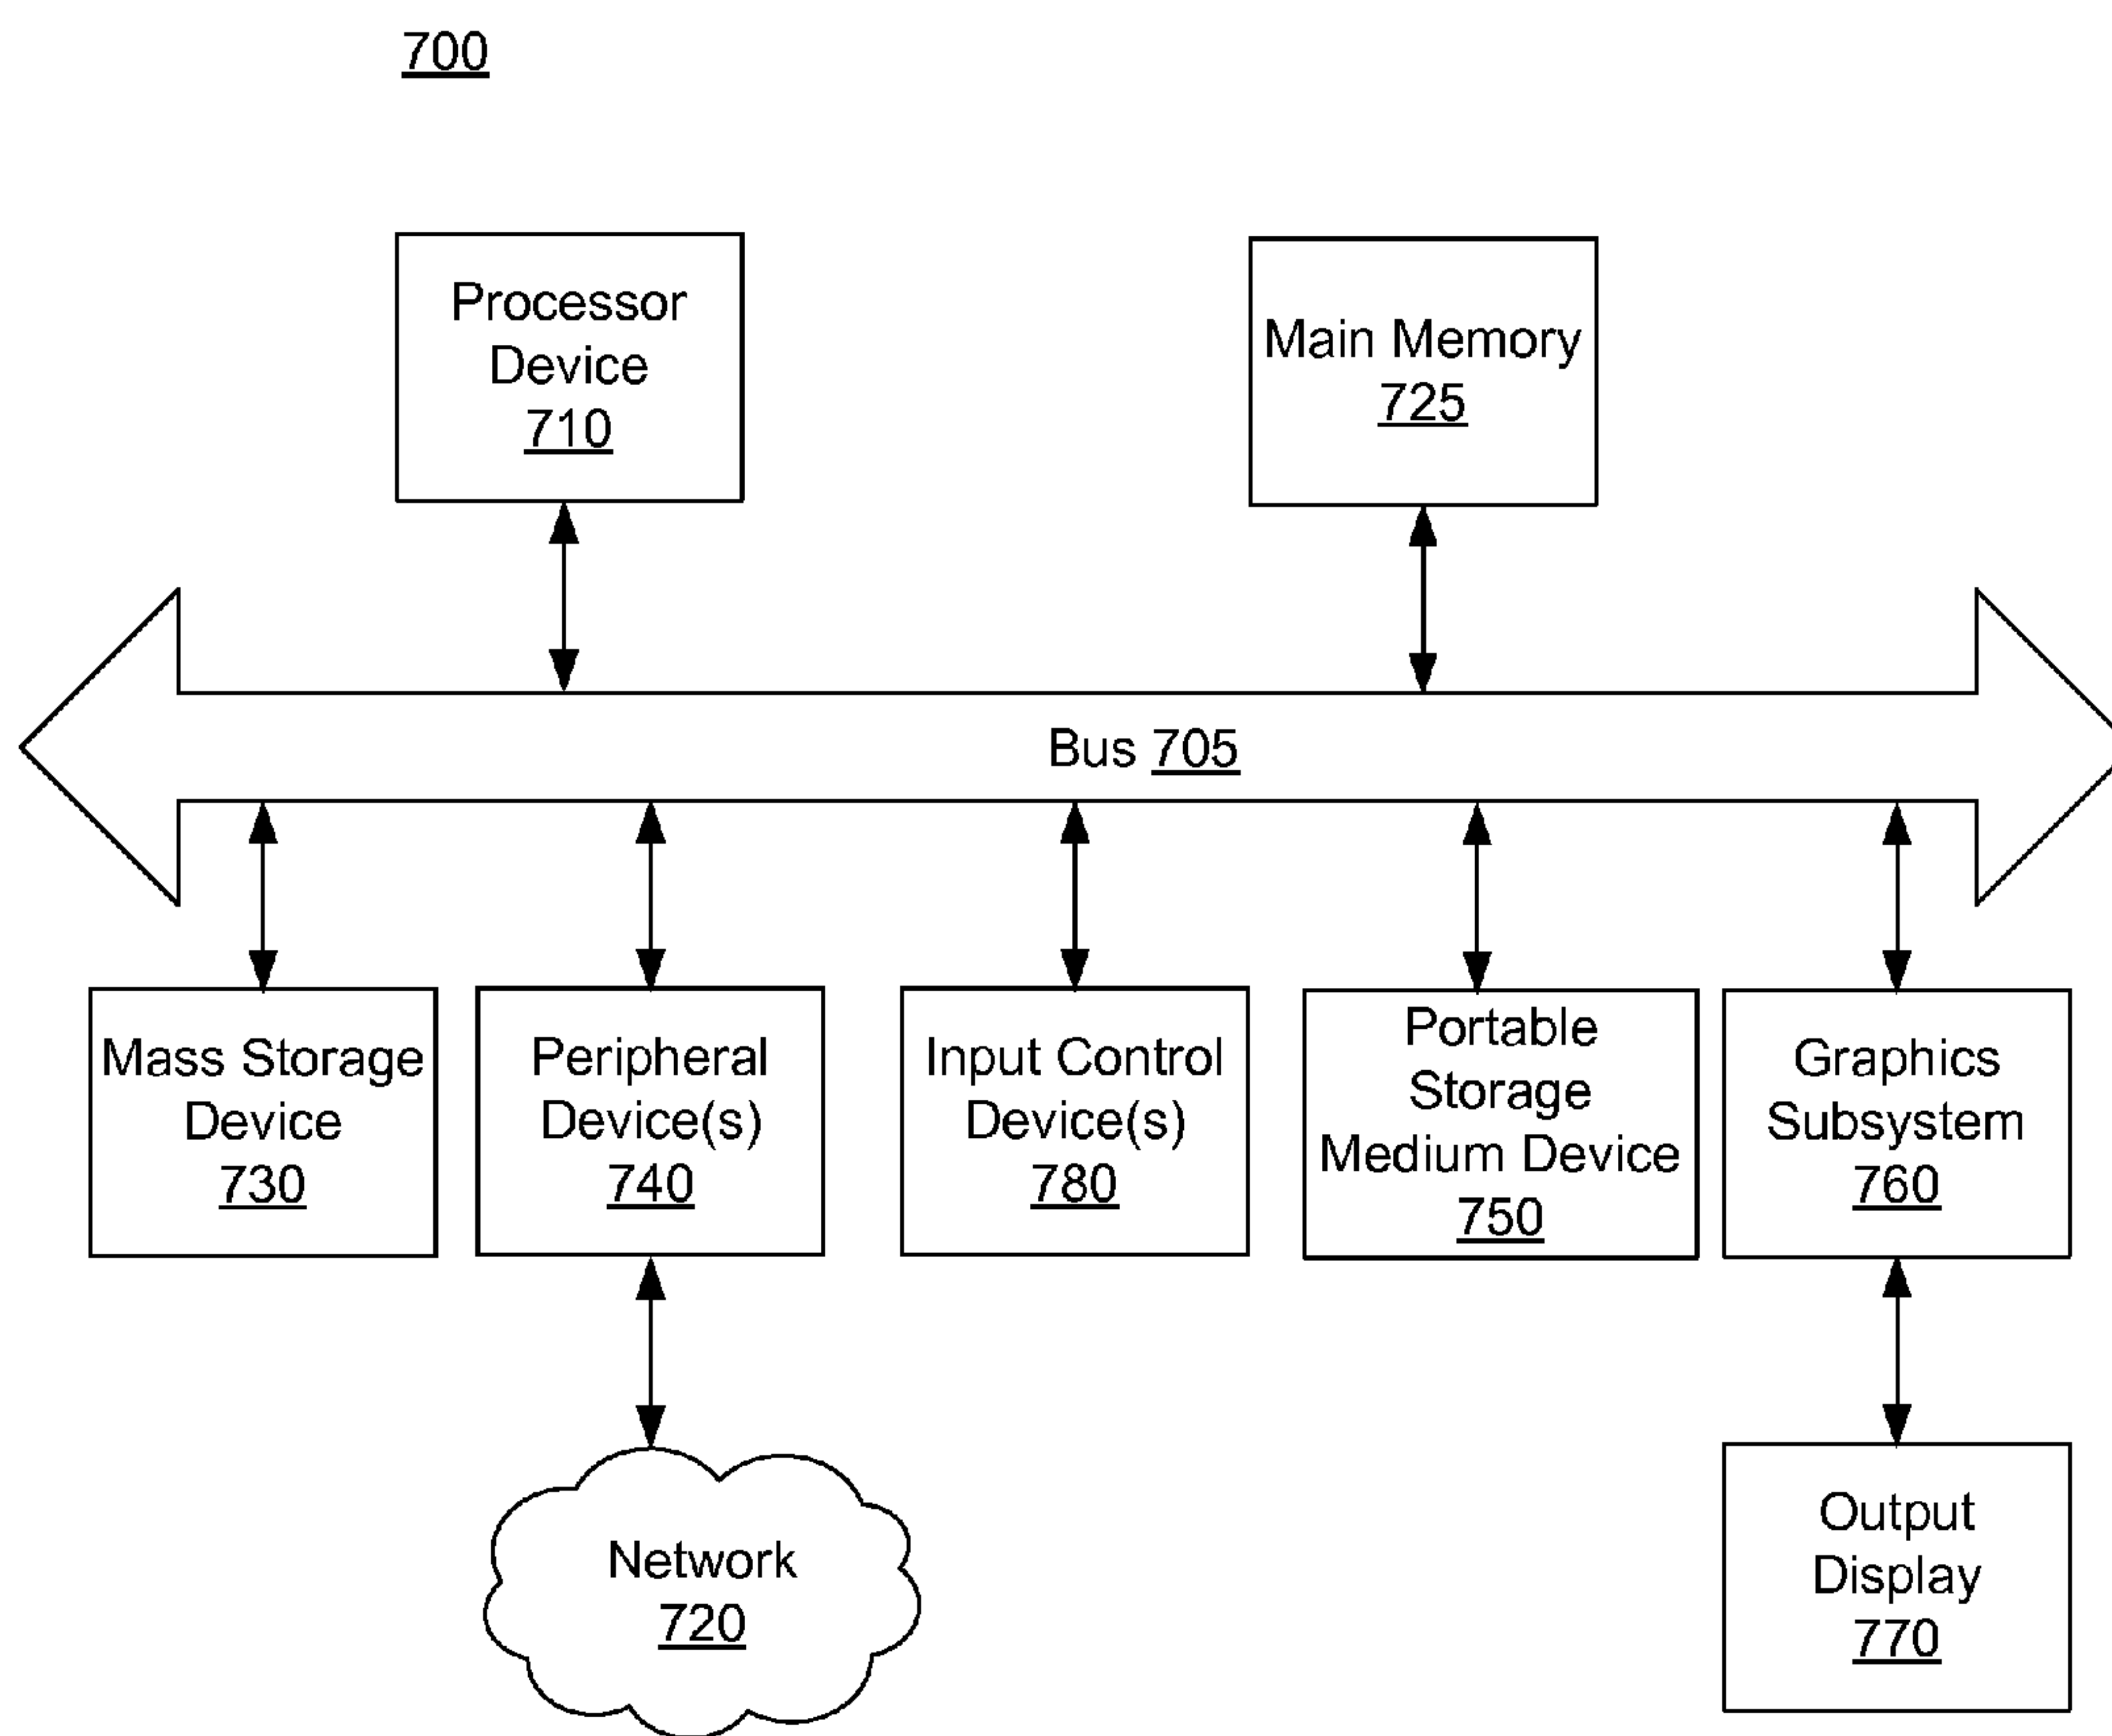 700
Processor
Device
710
Main Memory
725
Bus 705
Mass Storage
Device
730
Peripheral
Device(s)
740
Input Control
Device(s)
780
Portable
Storage
Medium Device
750
Graphics
Subsystem
760
Network
720
Output
Display
770